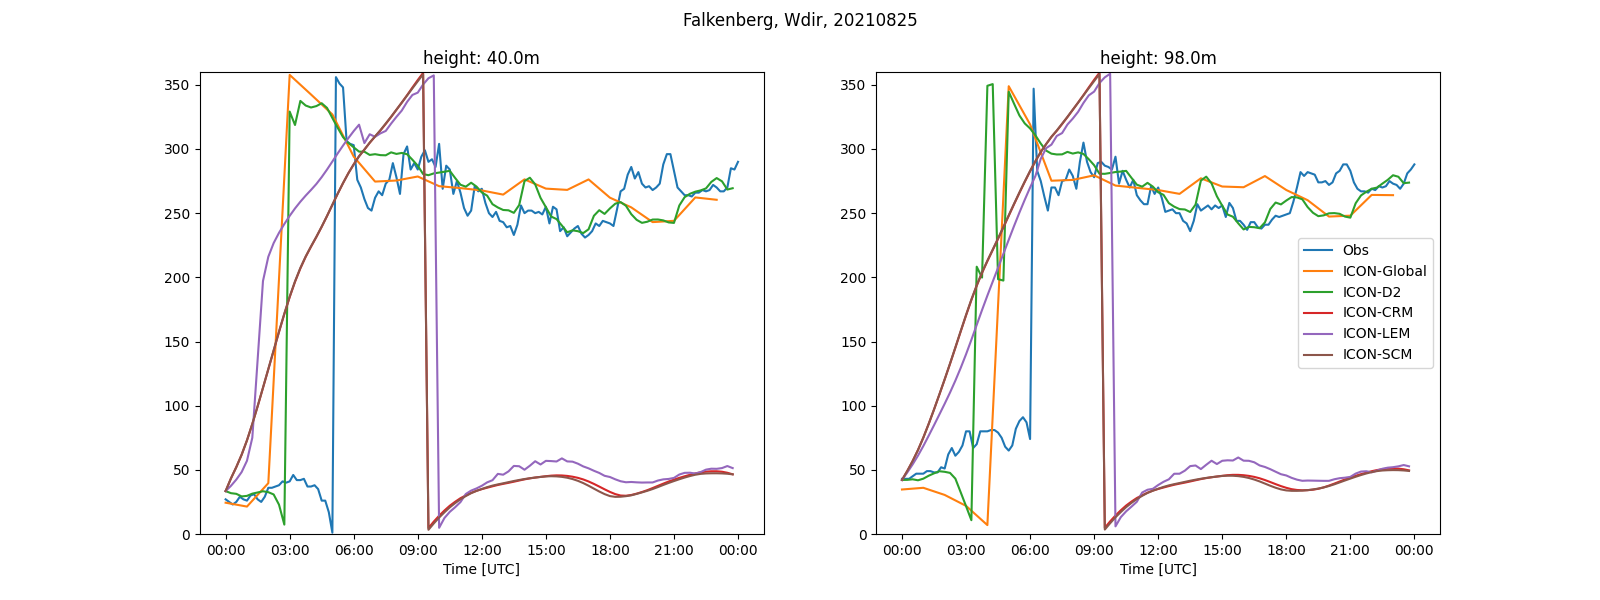 Falkenberg, Wdir, 20210825
height: 40.0m
350
300
250
200
150
100
50
0
00:00 03:00 06:00 09:00 12:00 15:00 18:00 21:00 00:00
Time [UTC]
height: 98.0m
350
300
250
200
150
100
50
0
Obs
ICON-Global
ICON-D2
ICON-CRM
ICON-LEM
ICON-SCM
00:00 03:00 06:00 09:00 12:00 15:00 18:00 21:00 00:00
Time [UTC]